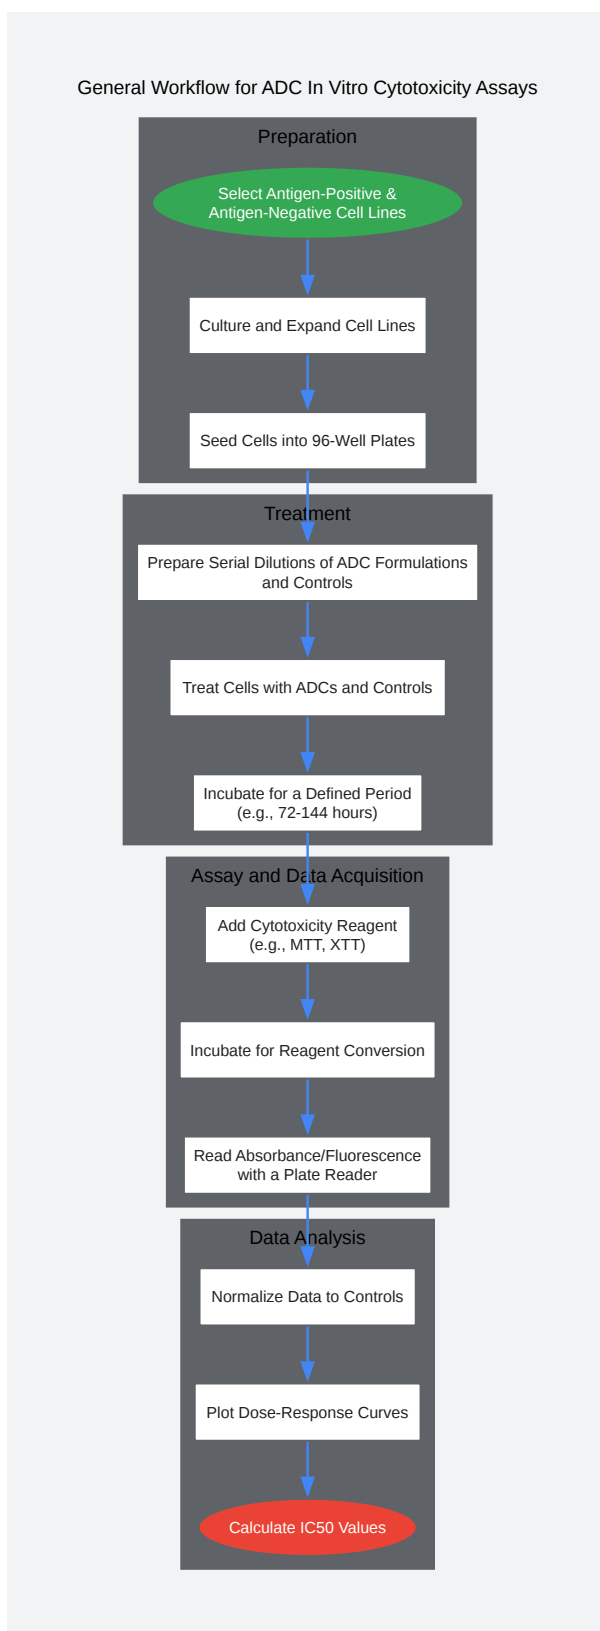 General Workflow for ADC In Vitro Cytotoxicity Assays
Preparation
Select Antigen-Positive &
Antigen-Negative Cell Lines
Culture and Expand Cell Lines
Seed Cells into 96-Well Plates
Treatment
Prepare Serial Dilutions of ADC Formulations
and Controls
Treat Cells with ADCs and Controls
Incubate for a Defined Period
(e.g., 72-144 hours)
Assay and Data Acquisition
Add Cytotoxicity Reagent
(e.g., MTT, XTT)
Incubate for Reagent Conversion
Read Absorbance/Fluorescence
with a Plate Reader
Data Analysis
Normalize Data to Controls
Plot Dose-Response Curves
Calculate IC50 Values